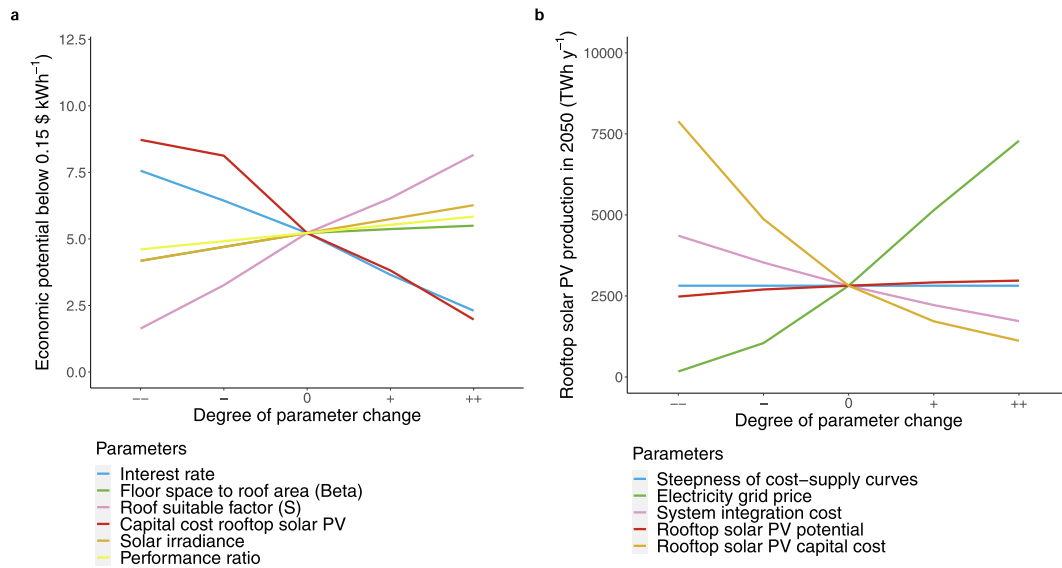 a
Economic potential below 0.15 $ kWh⁻¹)
12.5
10.0
7.5
5.0
2.5
0.0
−−
−
0
+
++
Degree of parameter change
Parameters
Interest rate
Floor space to roof area (Beta)
Roof suitable factor (S)
Capital cost rooftop solar PV
Solar irradiance
Performance ratio
b
Rooftop solar PV production in 2050 (TWh y⁻¹)
10000
7500
5000
2500
0
−−
−
0
+
++
Degree of parameter change
Parameters
Steepness of cost−supply curves
Electricity grid price
System integration cost
Rooftop solar PV potential
Rooftop solar PV capital cost